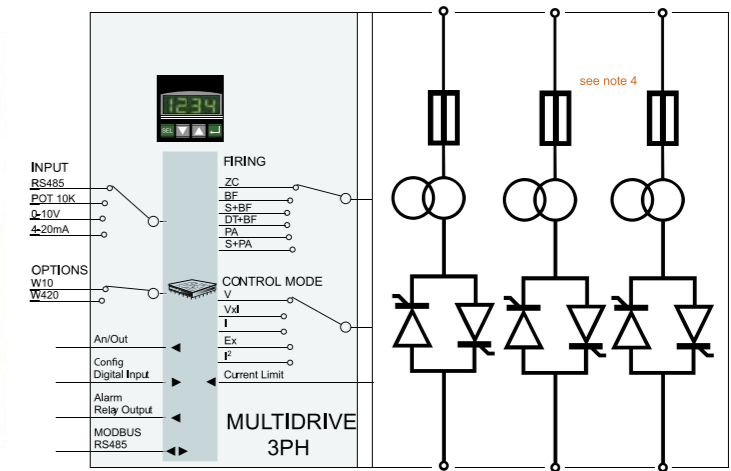 see note 4
1234
SEL
INPUT
RS485
POT 10K
0-10V
4-20mA
FIRING
ZC
BF
S+BF
DT+BF
PA
S+PA
OPTIONS
W10
W420
CONTROL MODE
V
VxI
I
Ex
I²
Current Limit
An/Out
Config
Digital Input
Alarm
Relay Output
MODBUS
RS485
MULTIDRIVE
3PH